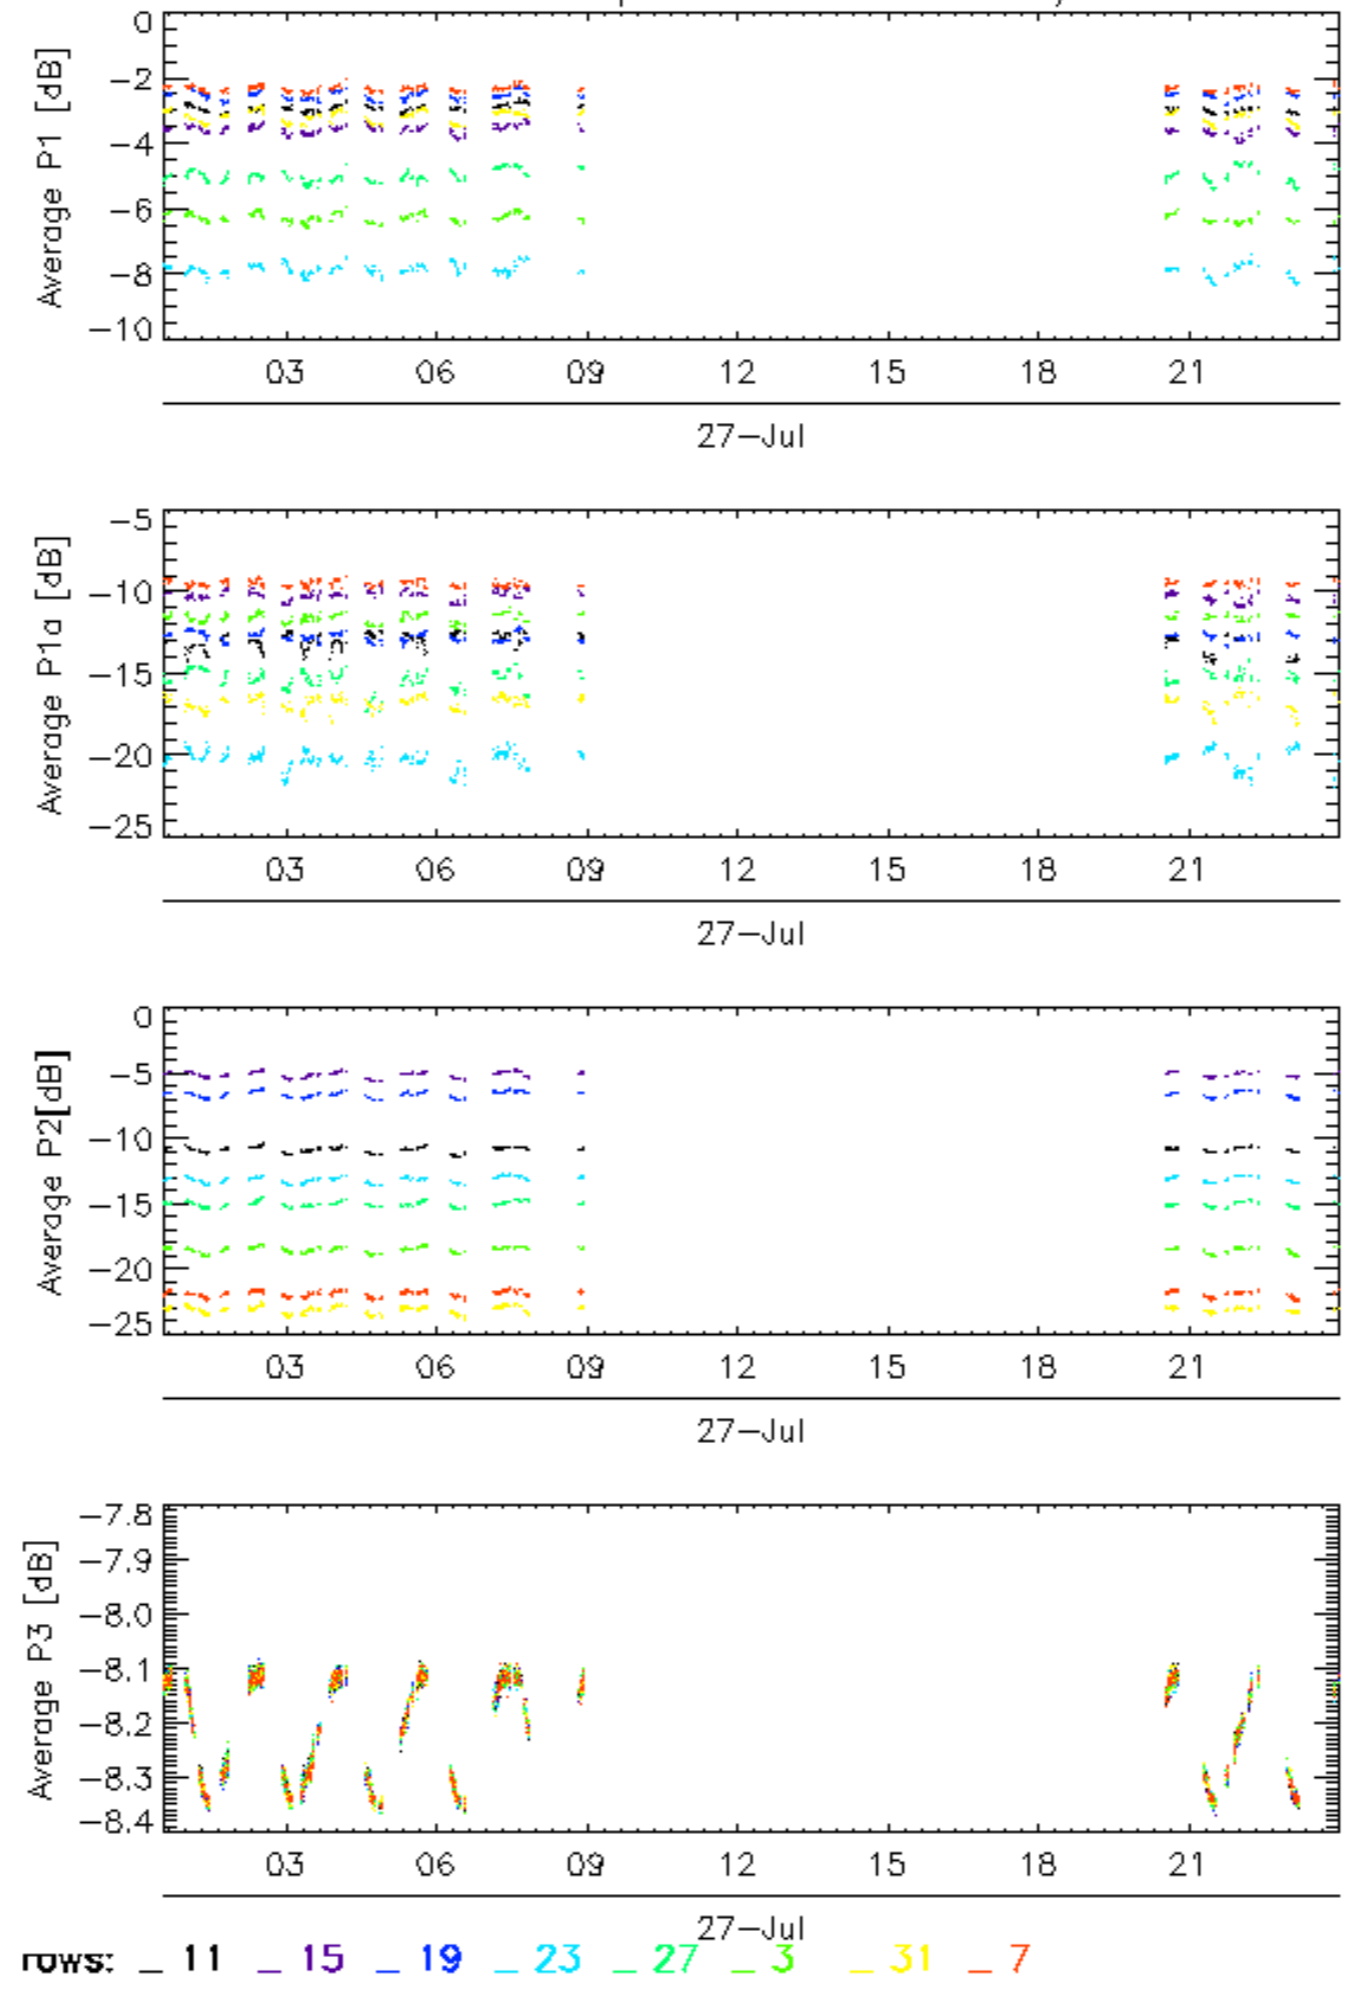 0
−2
−4
−6
−8
−10
Average P1 [dB]
03 06 09 12 15 18 21
27−Jul
−5
−10
−15
−20
−25
Average P1a [dB]
03 06 09 12 15 18 21
27−Jul
0
−5
−10
−15
−20
−25
Average P2[dB]
03 06 09 12 15 18 21
27−Jul
−7.8
−7.9
−8.0
−8.1
−8.2
−8.3
−8.4
Average P3 [dB]
03 06 09 12 15 18 21
27−Jul
rows: _ 11 _ 15 _ 19 _ 23 _ 27 _ 3 _ 31 _ 7